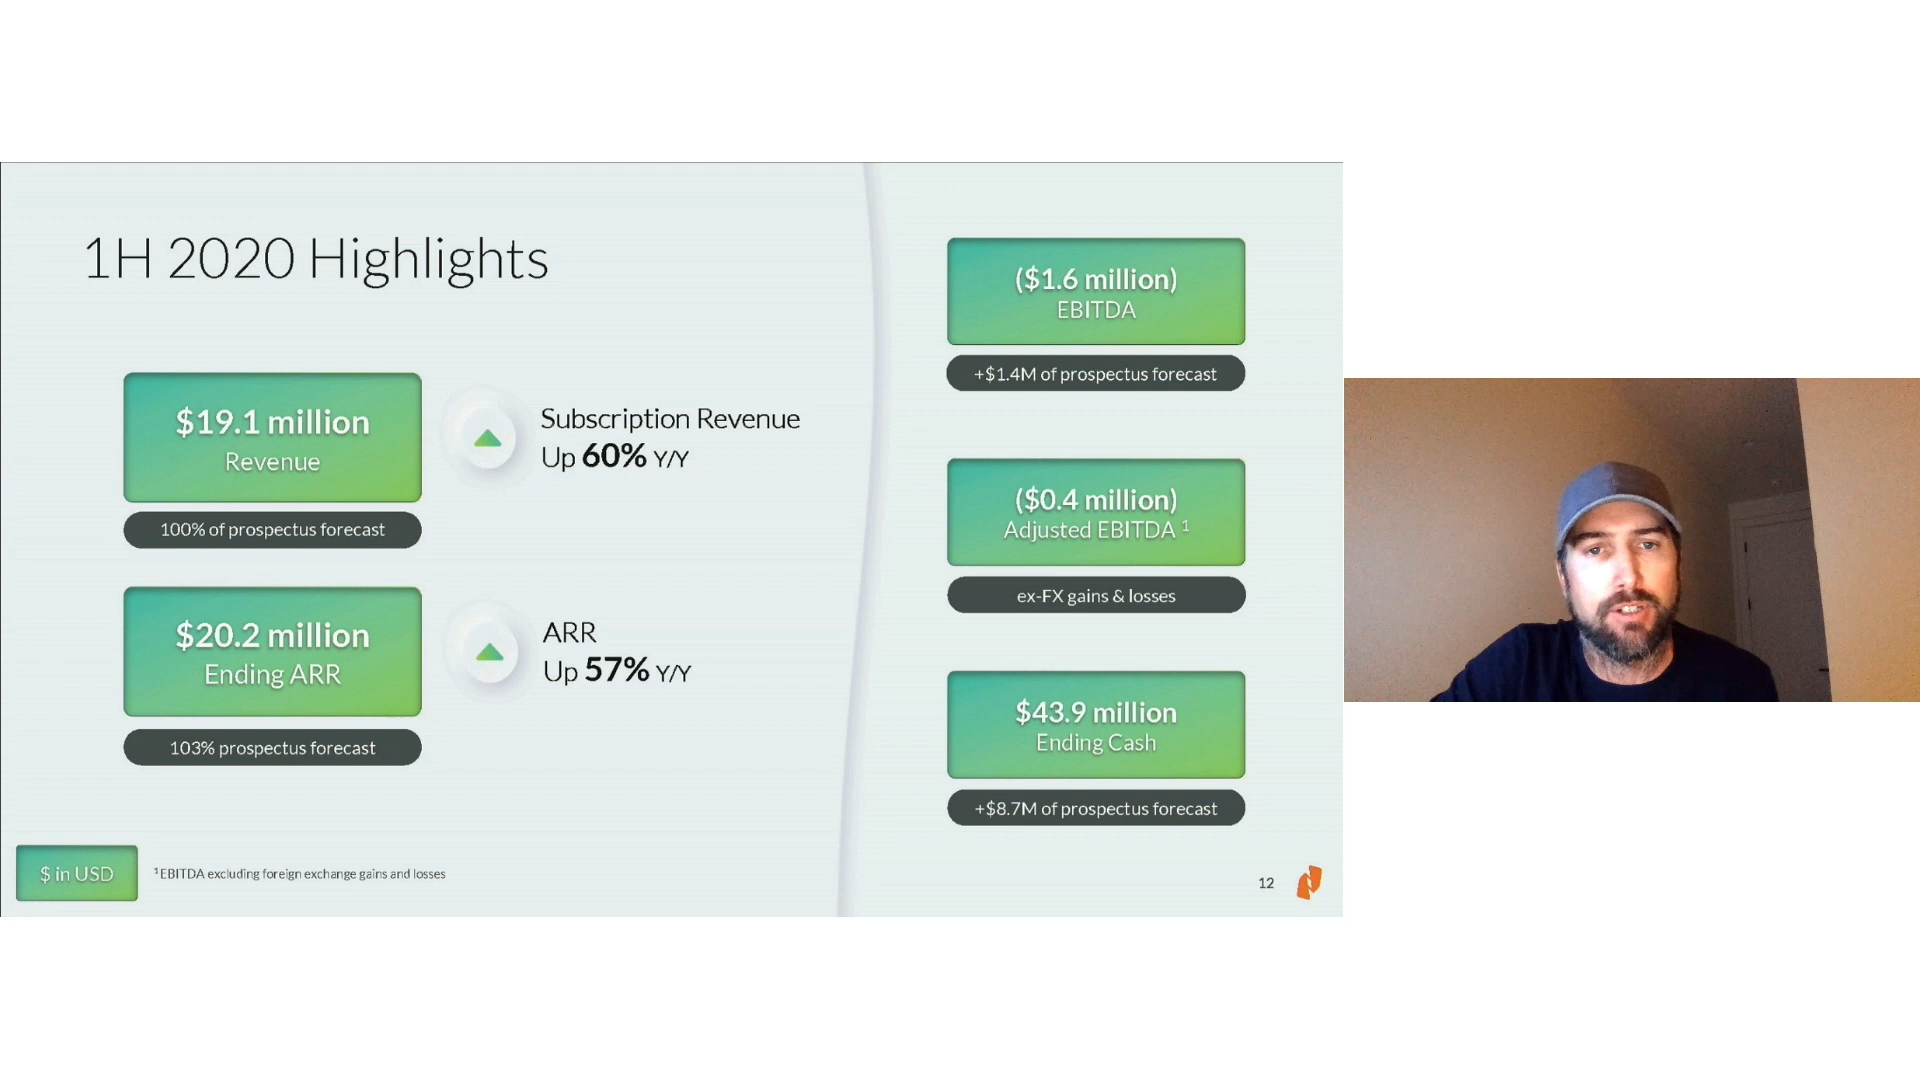 1H 2020 Highlights
$19.1 million
Revenue
100% of prospectus forecast
Subscription Revenue
Up 60% Y/Y
$20.2 million
Ending ARR
103% prospectus forecast
ARR
Up 57% Y/Y
($1.6 million)
EBITDA
+$1.4M of prospectus forecast
($0.4 million)
Adjusted EBITDA ¹
ex-FX gains & losses
$43.9 million
Ending Cash
+$8.7M of prospectus forecast
$ in USD
¹EBITDA excluding foreign exchange gains and losses
12